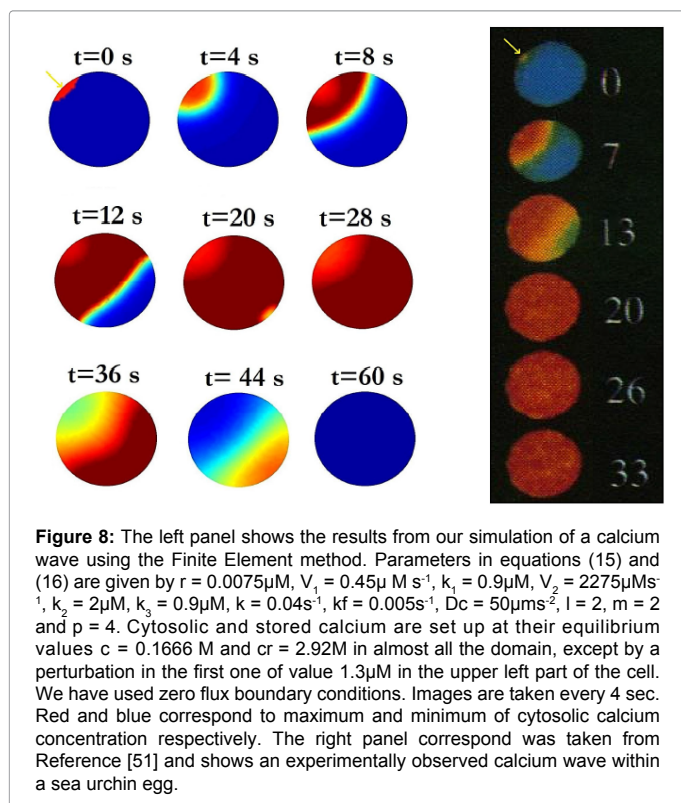 t=0 s t=4 s t=8 s
t=12 s t=20 s t=28 s
t=36 s t= 44 s t=60 s
0
7
13
20
26
33
Figure 8: The left panel shows the results from our simulation of a calcium
wave using the Finite Element method. Parameters in equations (15) and
(16) are given by r = 0.0075µM, V₁ = 0.45µ M s⁻¹, k₁ = 0.9µM, V₂ = 2275µMs⁻
¹, k₂ = 2µM, k₃ = 0.9µM, k = 0.04s⁻¹, kf = 0.005s⁻¹, Dc = 50µms⁻², l = 2, m = 2
and p = 4. Cytosolic and stored calcium are set up at their equilibrium
values c = 0.1666 M and cr = 2.92M in almost all the domain, except by a
perturbation in the first one of value 1.3µM in the upper left part of the cell.
We have used zero flux boundary conditions. Images are taken every 4 sec.
Red and blue correspond to maximum and minimum of cytosolic calcium
concentration respectively. The right panel correspond was taken from
Reference [51] and shows an experimentally observed calcium wave within
a sea urchin egg.